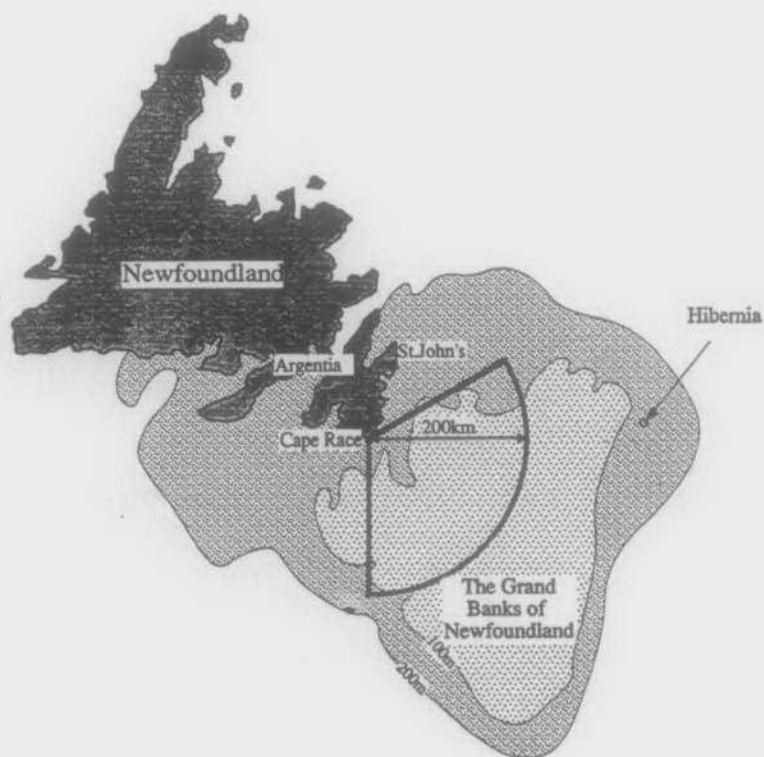 Newfoundland
Hibernia
St.John's
Argentia
Cape Race
200km
The Grand
Banks of
Newfoundland
100m
200m